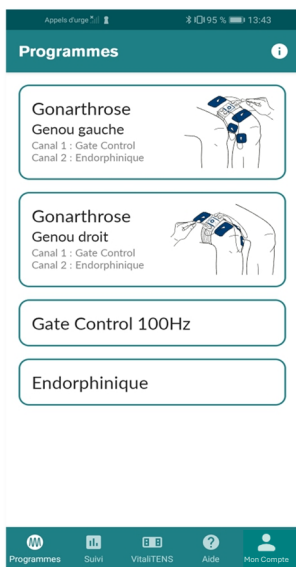 Appels d'urge 95 % 13:43
Programmes
Gonarthrose
Genou gauche
Canal 1 : Gate Control
Canal 2 : Endorphinique
Gonarthrose
Genou droit
Canal 1 : Gate Control
Canal 2 : Endorphinique
Gate Control 100Hz
Endorphinique
Programmes Suivi VitaliTENS Aide Mon Compte